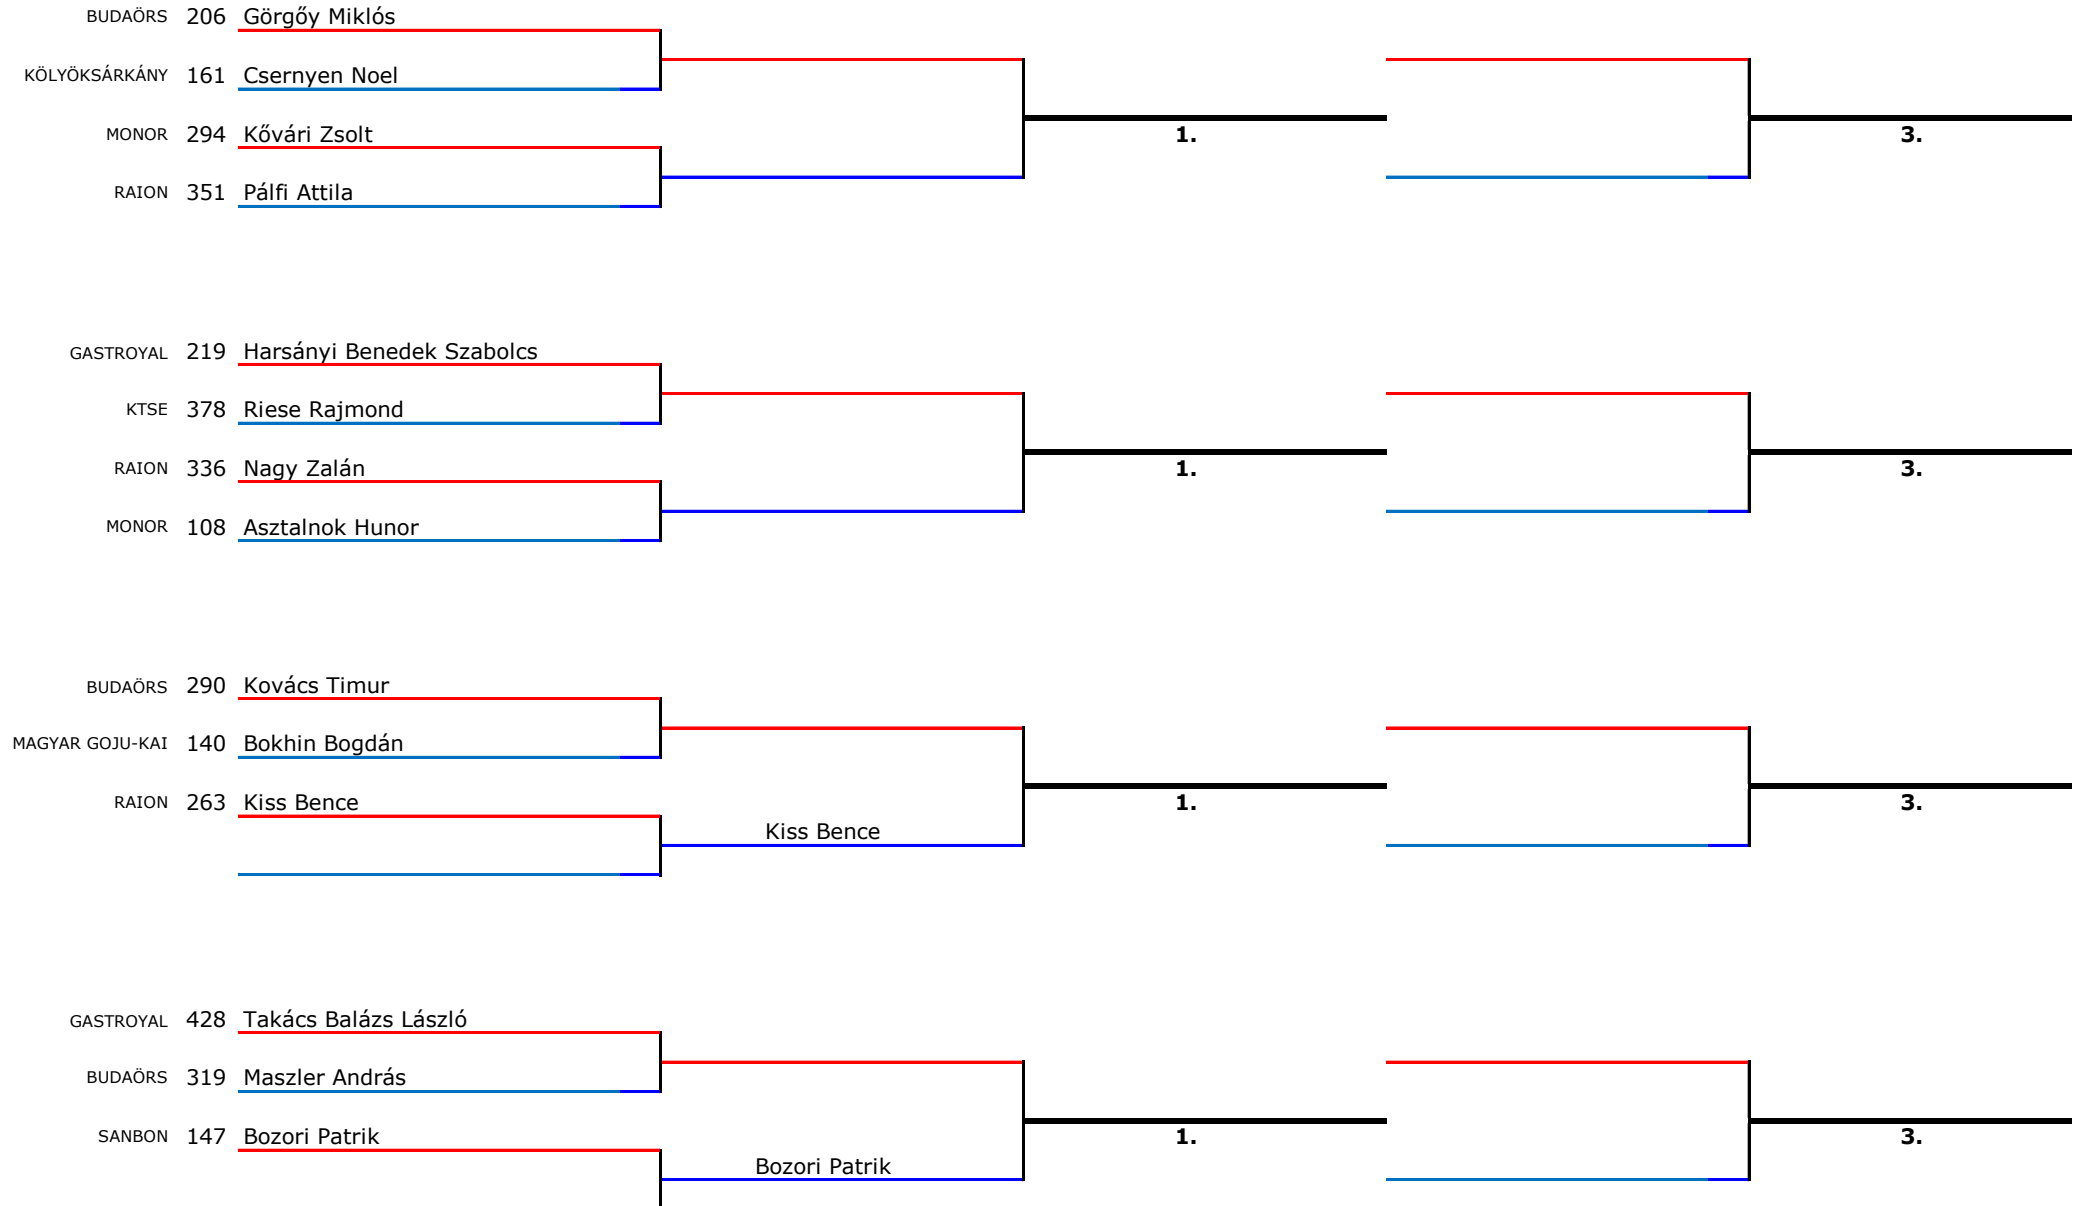 BUDAÖRS 206 Görgőy Miklós
KÖLYÖKSÁRKÁNY 161 Csernyen Noel
MONOR 294 Kővári Zsolt 1. 3.
RAION 351 Pálfi Attila
GASTROYAL 219 Harsányi Benedek Szabolcs
KTSE 378 Riese Rajmond
RAION 336 Nagy Zalán 1. 3.
MONOR 108 Asztalnok Hunor
BUDAÖRS 290 Kovács Timur
MAGYAR GOJU-KAI 140 Bokhin Bogdán
RAION 263 Kiss Bence 1. 3.
Kiss Bence
GASTROYAL 428 Takács Balázs László
BUDAÖRS 319 Maszler András
SANBON 147 Bozori Patrik 1. 3.
Bozori Patrik